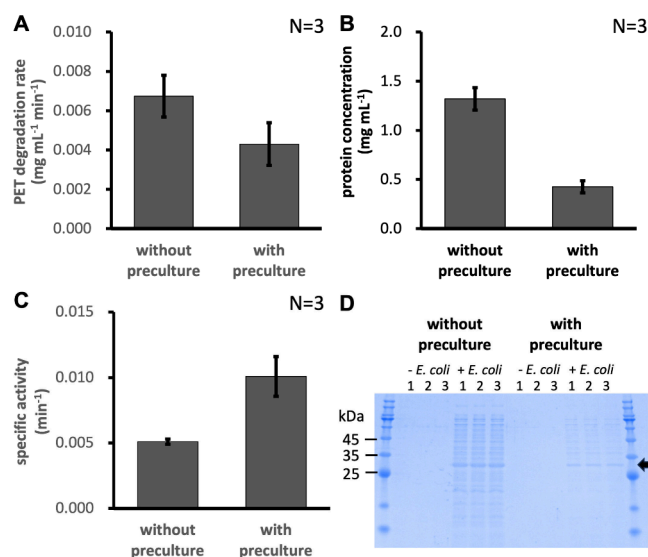 A
N=3
PET degradation rate
(mg mL⁻¹ min⁻¹)
0.010
0.008
0.006
0.004
0.002
0.000
without
preculture
with
preculture
B
N=3
protein concentration
(mg mL⁻¹)
2.0
1.5
1.0
0.5
0.0
without
preculture
with
preculture
C
N=3
specific activity
(min⁻¹)
0.015
0.010
0.005
0.000
without
preculture
with
preculture
D
without
preculture
with
preculture
- E. coli + E. coli - E. coli + E. coli
1 2 3 1 2 3 1 2 3 1 2 3
kDa
45
35
25